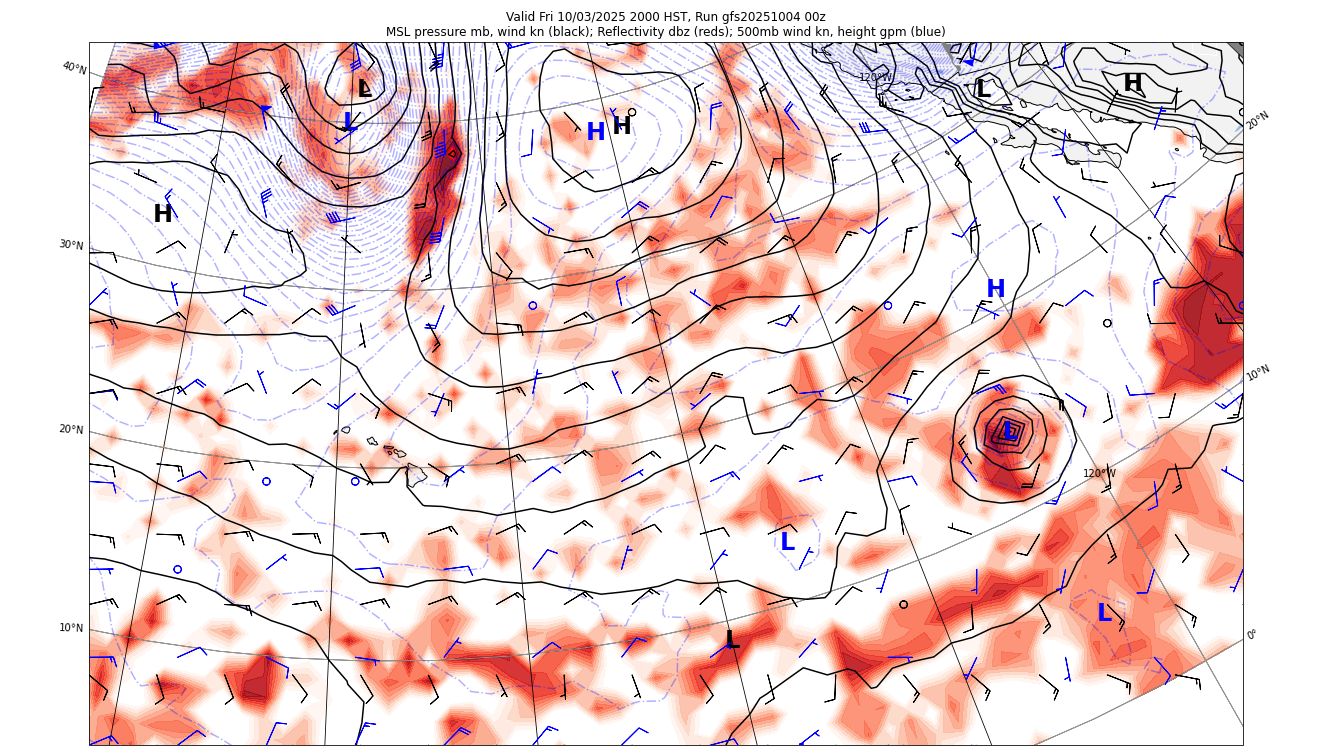 Valid Fri 10/03/2025 2000 HST, Run gfs20251004 00z
MSL pressure mb, wind kn (black); Reflectivity dbz (reds); 500mb wind kn, height gpm (blue)
40°N
120°W
L
L
H
20°N
L
H
H
H
30°N
H
10°N
20°N
L
120°W
L
L
10°N
L
0°